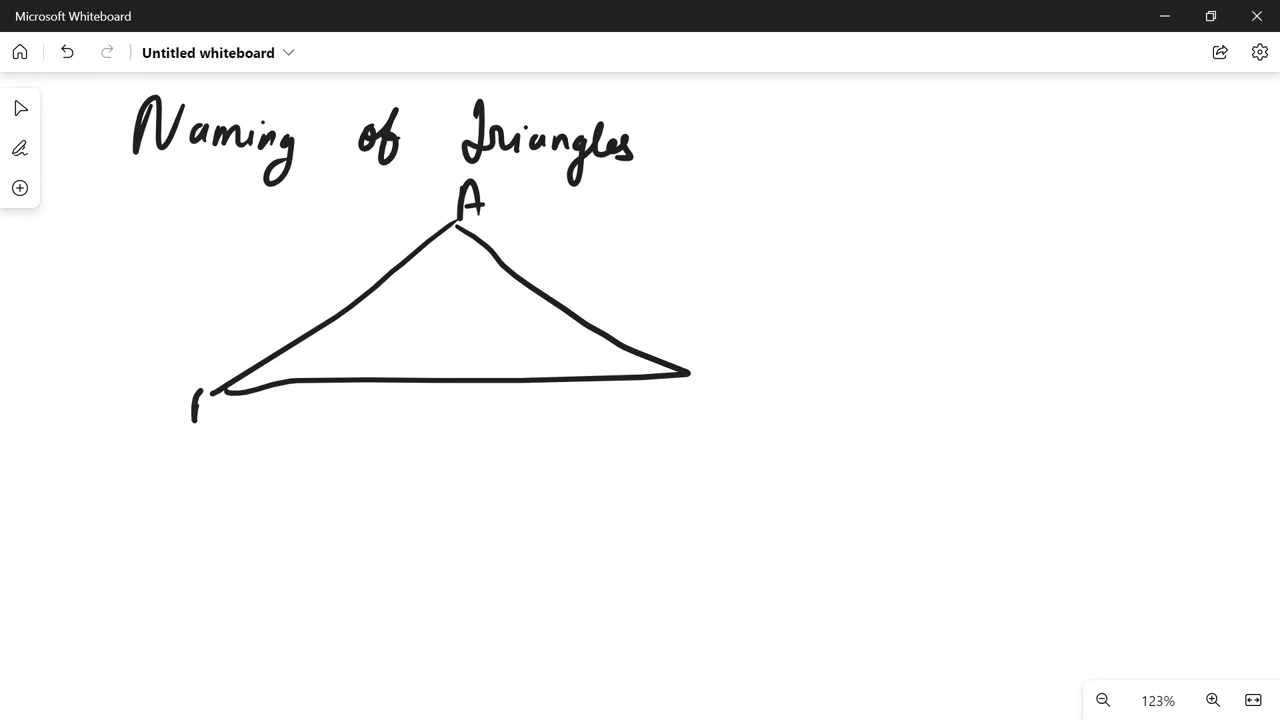 Microsoft Whiteboard
Untitled whiteboard
Naming of Triangles
A
123%